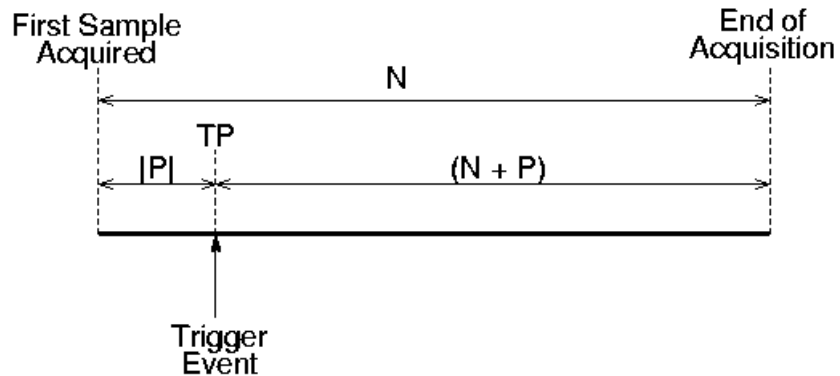 First Sample
Acquired
End of
Acquisition
N
TP
|P|
(N + P)
Trigger
Event